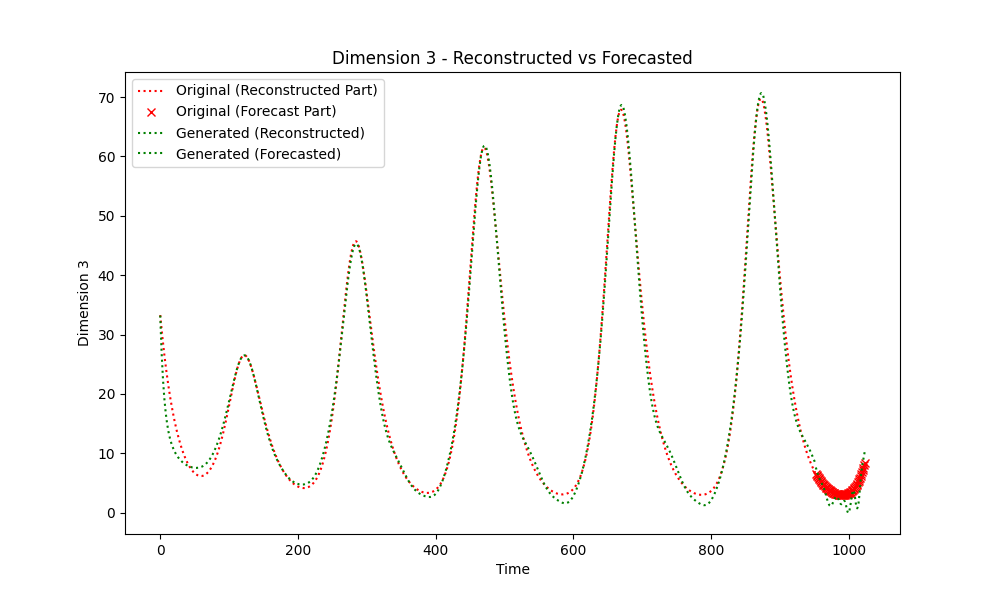 Dimension 3 - Reconstructed vs Forecasted
Original (Reconstructed Part)
Original (Forecast Part)
Generated (Reconstructed)
Generated (Forecasted)
70
60
50
40
30
20
10
0
Dimension 3
0 200 400 600 800 1000
Time